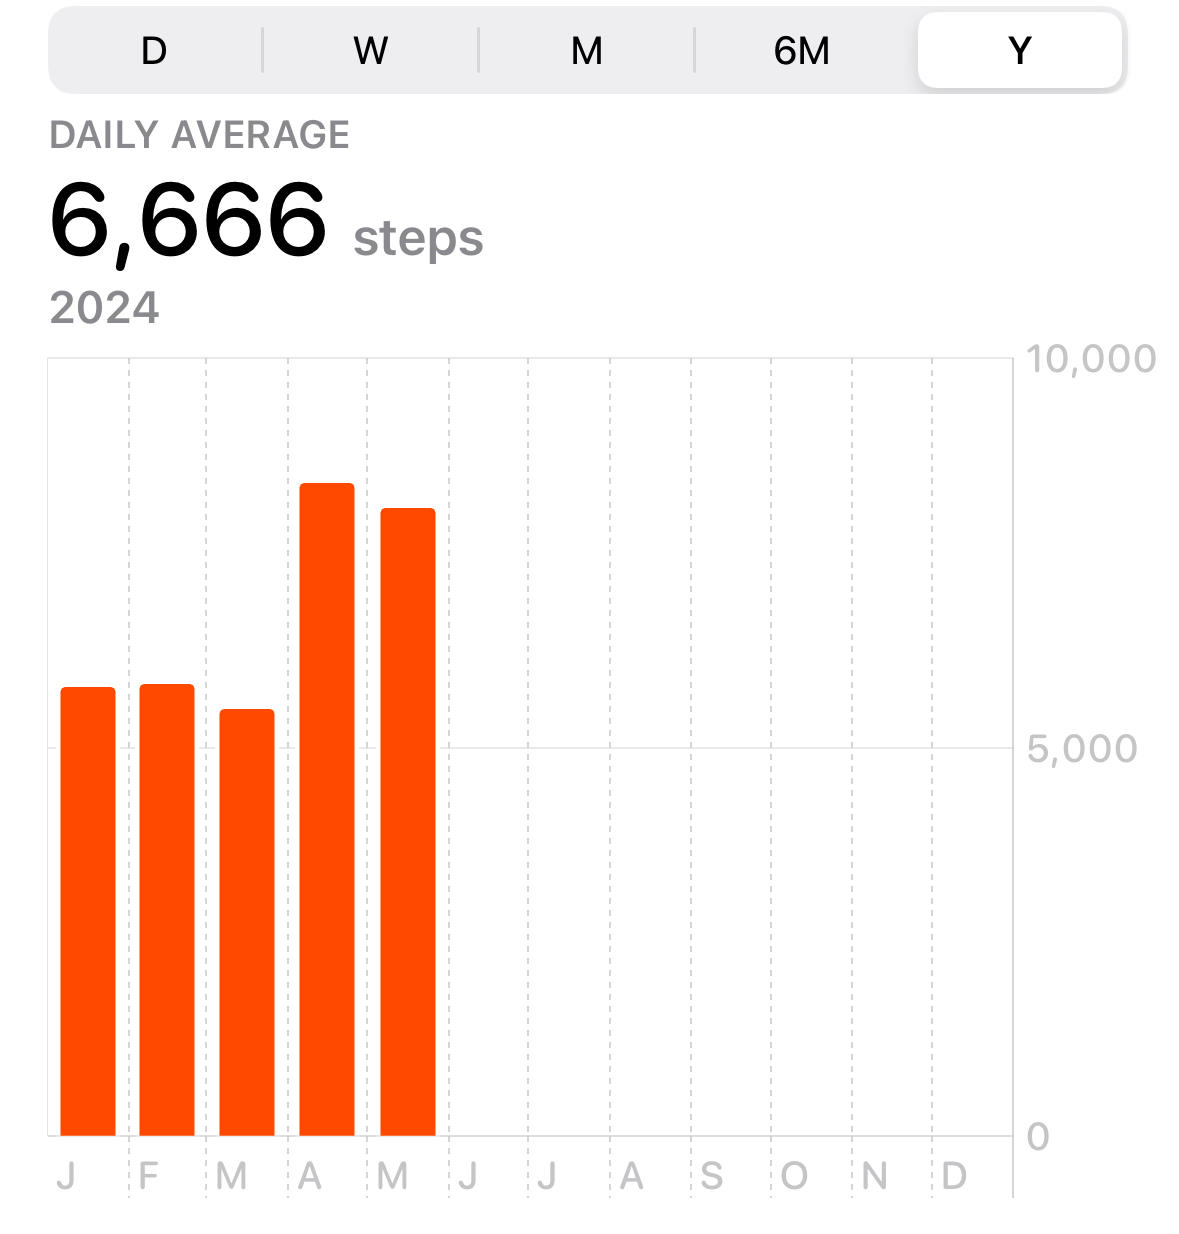 D W M 6M Y
DAILY AVERAGE
6,666 steps
2024
10,000
5,000
0
J F M A M J J A S O N D